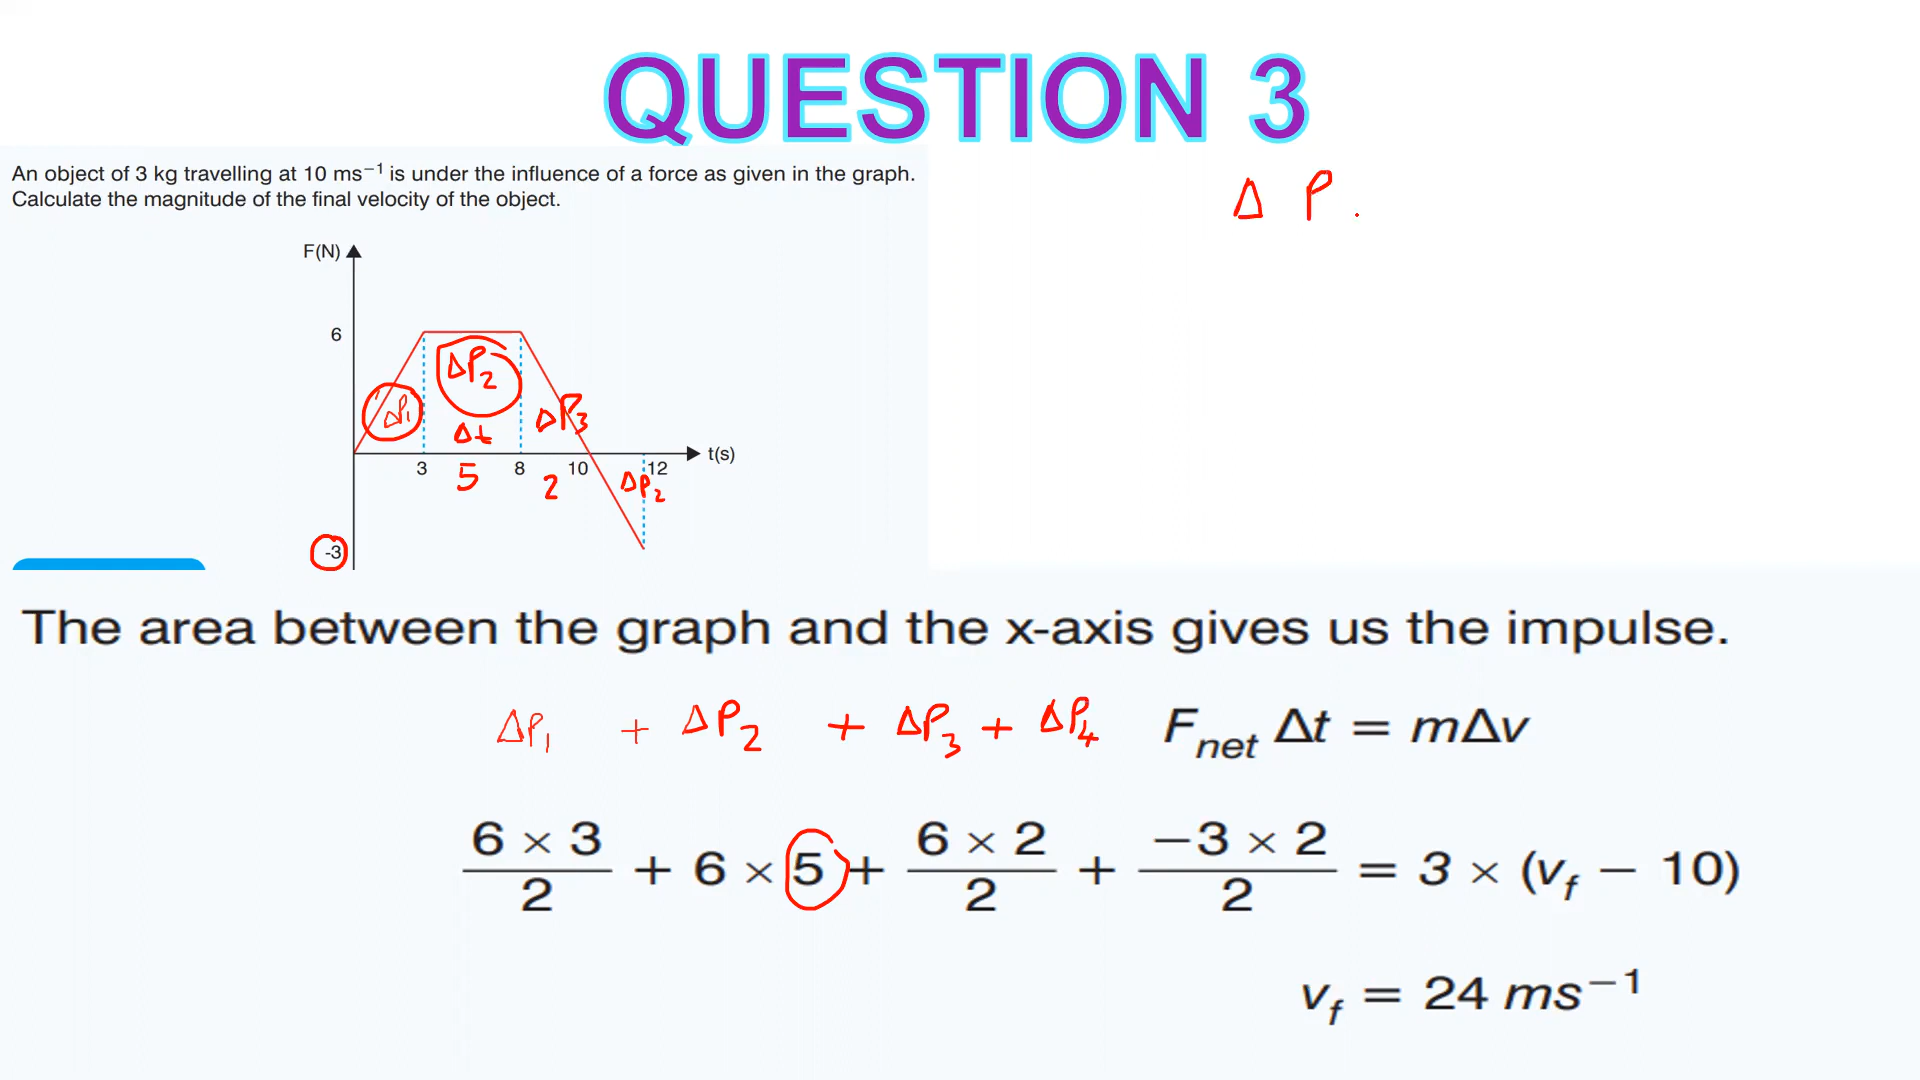 QUESTION 3
An object of 3 kg travelling at 10 ms⁻¹ is under the influence of a force as given in the graph.
Calculate the magnitude of the final velocity of the object.
Δ P .
F(N)
6
ΔP₁
ΔP₂
ΔP₃
Δt
t(s)
3 8 10 12
5 2
ΔP₂
-3
The area between the graph and the x-axis gives us the impulse.
ΔP₁ + ΔP₂ + ΔP₃ + ΔP₄
F_net Δt = mΔv
6 × 3 / 2 + 6 × 5 + 6 × 2 / 2 + −3 × 2 / 2 = 3 × (v_f − 10)
v_f = 24 ms⁻¹